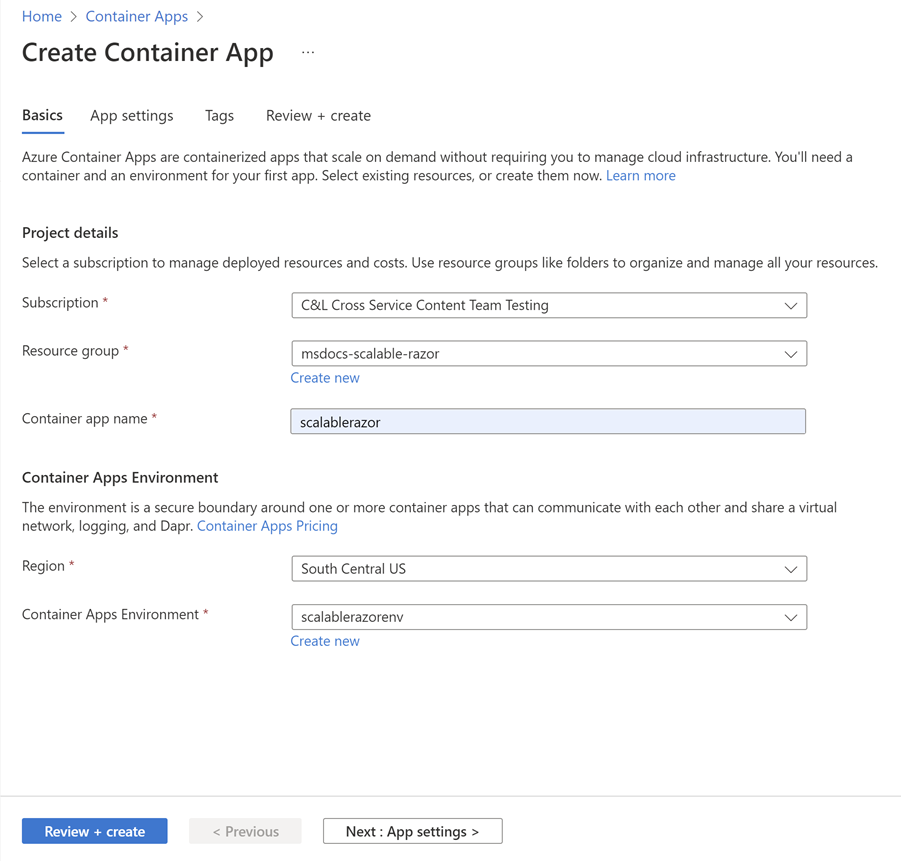 Home > Container Apps >
Create Container App ...
Basics App settings Tags Review + create
Azure Container Apps are containerized apps that scale on demand without requiring you to manage cloud infrastructure. You'll need a
container and an environment for your first app. Select existing resources, or create them now. Learn more
Project details
Select a subscription to manage deployed resources and costs. Use resource groups like folders to organize and manage all your resources.
Subscription * C&L Cross Service Content Team Testing
Resource group * msdocs-scalable-razor
Create new
Container app name * scalablerazor
Container Apps Environment
The environment is a secure boundary around one or more container apps that can communicate with each other and share a virtual
network, logging, and Dapr. Container Apps Pricing
Region * South Central US
Container Apps Environment * scalablerazorenv
Create new
Review + create < Previous Next : App settings >